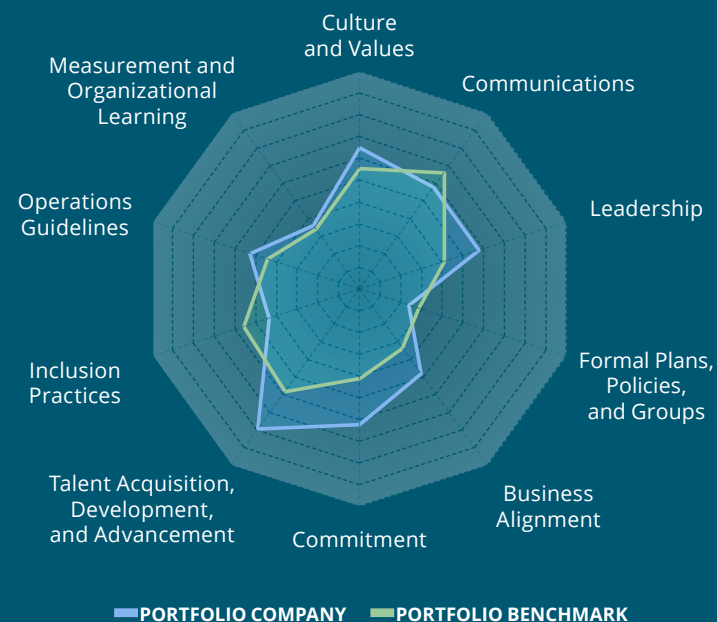 Culture
and Values
Communications
Leadership
Formal Plans,
Policies,
and Groups
Business
Alignment
Commitment
Talent Acquisition,
Development,
and Advancement
Inclusion
Practices
Operations
Guidelines
Measurement and
Organizational
Learning
PORTFOLIO COMPANY
PORTFOLIO BENCHMARK